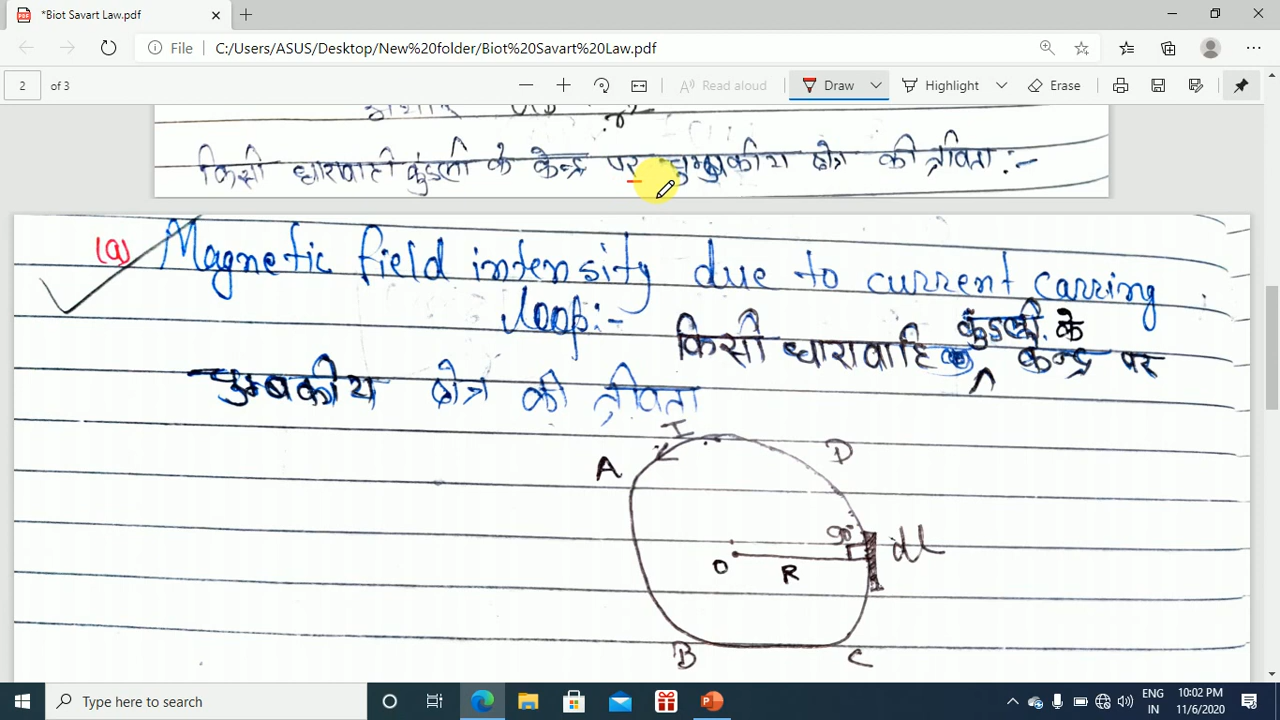 *Biot Savart Law.pdf
File C:/Users/ASUS/Desktop/New%20folder/Biot%20Savart%20Law.pdf
2 of 3 Read aloud Draw Highlight Erase
किसी धारावाही कुंडली के केन्द्र पर चुम्बकीय क्षेत्र की तीव्रता :-
(a) Magnetic field intensity due to current carring
loop:-
किसी धारावाहि कुंडली के केन्द्र पर
चुम्बकीय क्षेत्र की तीव्रता
I
A D
90° dl
O R
B C
Type here to search
ENG 10:02 PM
IN 11/6/2020